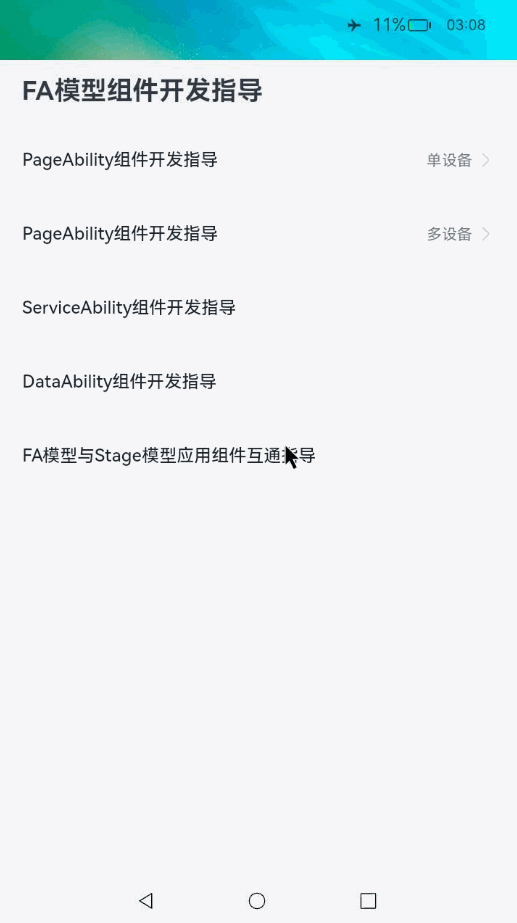 11% 03:08
FA模型组件开发指导
PageAbility组件开发指导 单设备
PageAbility组件开发指导 多设备
ServiceAbility组件开发指导
DataAbility组件开发指导
FA模型与Stage模型应用组件互通指导